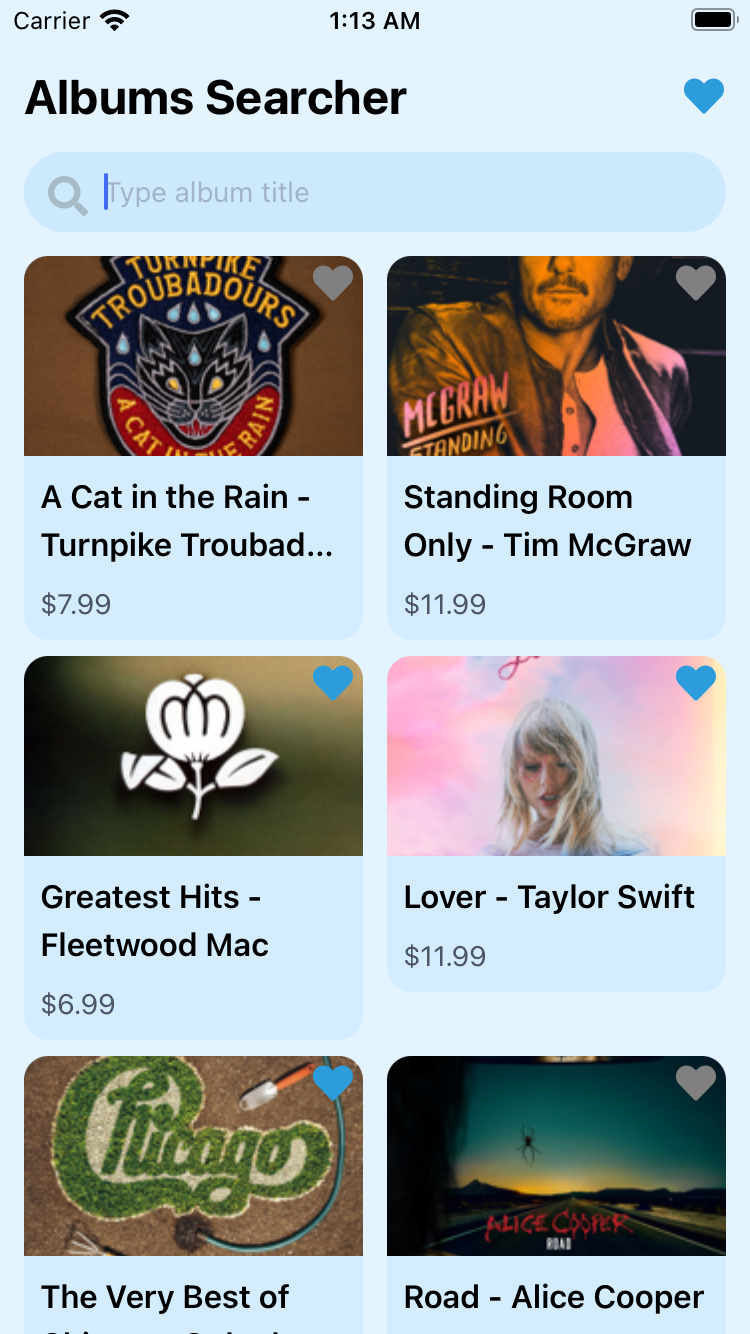 Carrier
1:13 AM
Albums Searcher
Type album title
TURNPIKE
TROUBADOURS
A CAT IN THE RAIN
MCGRAW
STANDING
A Cat in the Rain -
Turnpike Troubad...
$7.99
Standing Room
Only - Tim McGraw
$11.99
Greatest Hits -
Fleetwood Mac
$6.99
Lover - Taylor Swift
$11.99
Chicago
ALICE COOPER
ROAD
The Very Best of
Road - Alice Cooper